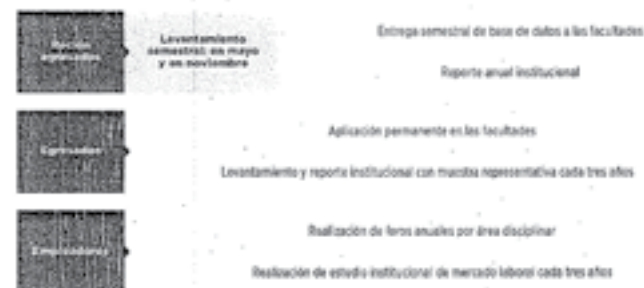 Levantamiento
semestral: en mayo
y en noviembre
Entrega semestral de base de datos a las facultades
Reporte anual institucional
Egresados
Aplicación permanente en las facultades
Levantamiento y reporte institucional con muestra representativa cada tres años
Empleadores
Realización de foros anuales por área disciplinar
Realización de estudio institucional de mercado laboral cada tres años